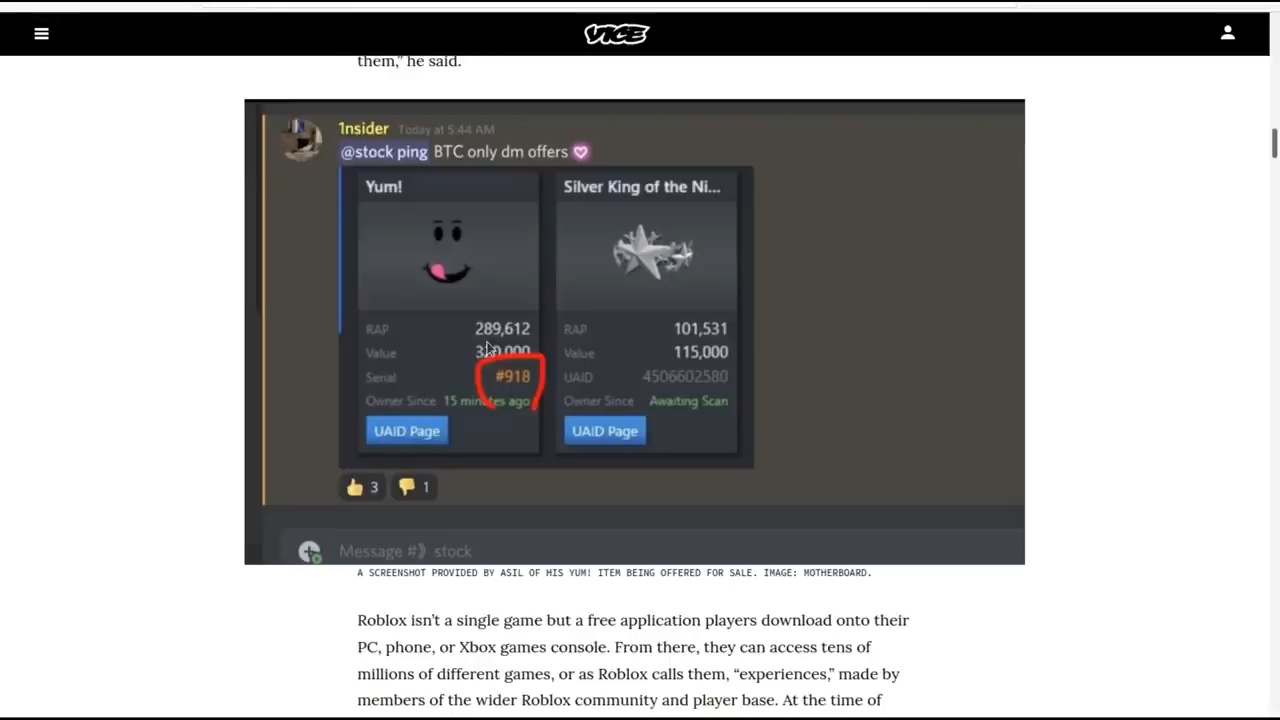 VICE
them,” he said.
1nsider Today at 5:44 AM
@stock ping BTC only dm offers
Yum!
Silver King of the Ni...
RAP 289,612
RAP 101,531
Value
Value 115,000
Serial #918
UAID 4506602580
Owner Since 15 minutes ago
Owner Since Awaiting Scan
UAID Page
UAID Page
3 1
Message #》 stock
A SCREENSHOT PROVIDED BY ASIL OF HIS YUM! ITEM BEING OFFERED FOR SALE. IMAGE: MOTHERBOARD.
Roblox isn’t a single game but a free application players download onto their
PC, phone, or Xbox games console. From there, they can access tens of
millions of different games, or as Roblox calls them, “experiences,” made by
members of the wider Roblox community and player base. At the time of